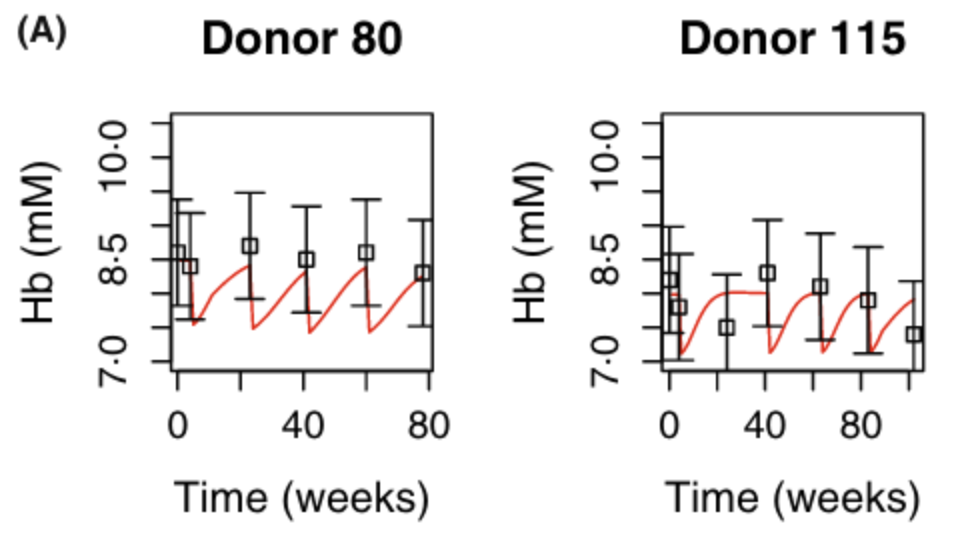 (A)
Donor 80
Donor 115
Hb (mM)
10·0
8·5
7·0
0 40 80
Time (weeks)
Hb (mM)
10·0
8·5
7·0
0 40 80
Time (weeks)